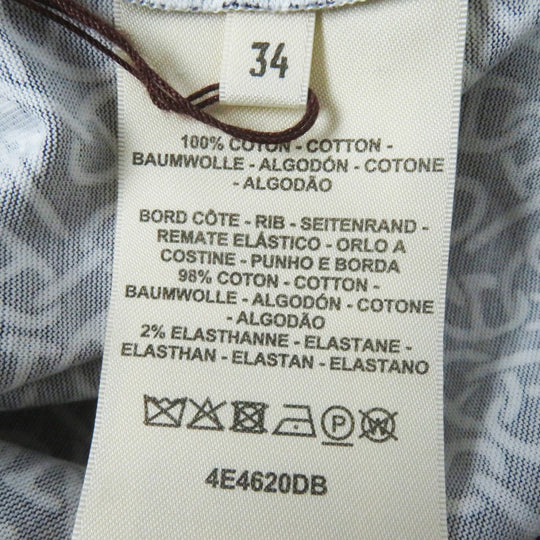 34
100% COTON - COTTON -
BAUMWOLLE - ALGODÓN - COTONE
- ALGODÃO
BORD CÔTE - RIB - SEITENRAND -
REMATE ELÁSTICO - ORLO A
COSTINE - PUNHO E BORDA
98% COTON - COTTON -
BAUMWOLLE - ALGODÓN - COTONE
- ALGODÃO
2% ELASTHANNE - ELASTANE -
ELASTHAN - ELASTAN - ELASTANO
P W
4E4620DB